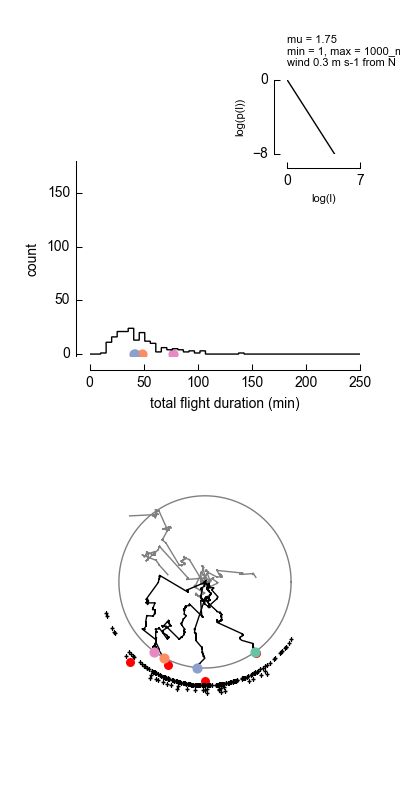 mu = 1.75
min = 1, max = 1000_m
wind 0.3 m s-1 from N
0
−8
log(p(l))
0 7
log(l)
150
100
50
0
count
0 50 100 150 200 250
total flight duration (min)